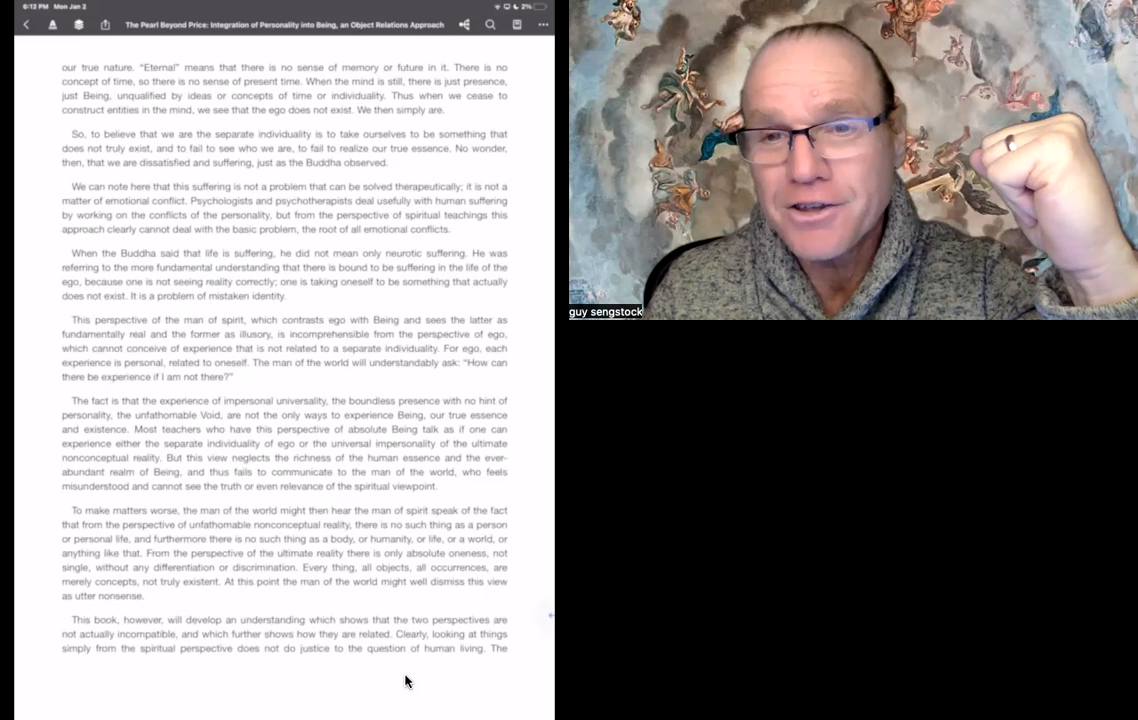 6:12 PM Mon Jan 2
2%
The Pearl Beyond Price: Integration of Personality into Being, an Object Relations Approach
our true nature. “Eternal” means that there is no sense of memory or future in it. There is no
concept of time, so there is no sense of present time. When the mind is still, there is just presence,
just Being, unqualified by ideas or concepts of time or individuality. Thus when we cease to
construct entities in the mind, we see that the ego does not exist. We then simply are.
So, to believe that we are the separate individuality is to take ourselves to be something that
does not truly exist, and to fail to see who we are, to fail to realize our true essence. No wonder,
then, that we are dissatisfied and suffering, just as the Buddha observed.
We can note here that this suffering is not a problem that can be solved therapeutically; it is not a
matter of emotional conflict. Psychologists and psychotherapists deal usefully with human suffering
by working on the conflicts of the personality, but from the perspective of spiritual teachings this
approach clearly cannot deal with the basic problem, the root of all emotional conflicts.
When the Buddha said that life is suffering, he did not mean only neurotic suffering. He was
referring to the more fundamental understanding that there is bound to be suffering in the life of the
ego, because one is not seeing reality correctly; one is taking oneself to be something that actually
does not exist. It is a problem of mistaken identity.
This perspective of the man of spirit, which contrasts ego with Being and sees the latter as
fundamentally real and the former as illusory, is incomprehensible from the perspective of ego,
which cannot conceive of experience that is not related to a separate individuality. For ego, each
experience is personal, related to oneself. The man of the world will understandably ask: “How can
there be experience if I am not there?”
The fact is that the experience of impersonal universality, the boundless presence with no hint of
personality, the unfathomable Void, are not the only ways to experience Being, our true essence
and existence. Most teachers who have this perspective of absolute Being talk as if one can
experience either the separate individuality of ego or the universal impersonality of the ultimate
nonconceptual reality. But this view neglects the richness of the human essence and the ever-
abundant realm of Being, and thus fails to communicate to the man of the world, who feels
misunderstood and cannot see the truth or even relevance of the spiritual viewpoint.
To make matters worse, the man of the world might then hear the man of spirit speak of the fact
that from the perspective of unfathomable nonconceptual reality, there is no such thing as a person
or personal life, and furthermore there is no such thing as a body, or humanity, or life, or a world, or
anything like that. From the perspective of the ultimate reality there is only absolute oneness, not
single, without any differentiation or discrimination. Every thing, all objects, all occurrences, are
merely concepts, not truly existent. At this point the man of the world might well dismiss this view
as utter nonsense.
This book, however, will develop an understanding which shows that the two perspectives are
not actually incompatible, and which further shows how they are related. Clearly, looking at things
simply from the spiritual perspective does not do justice to the question of human living. The
guy sengstock